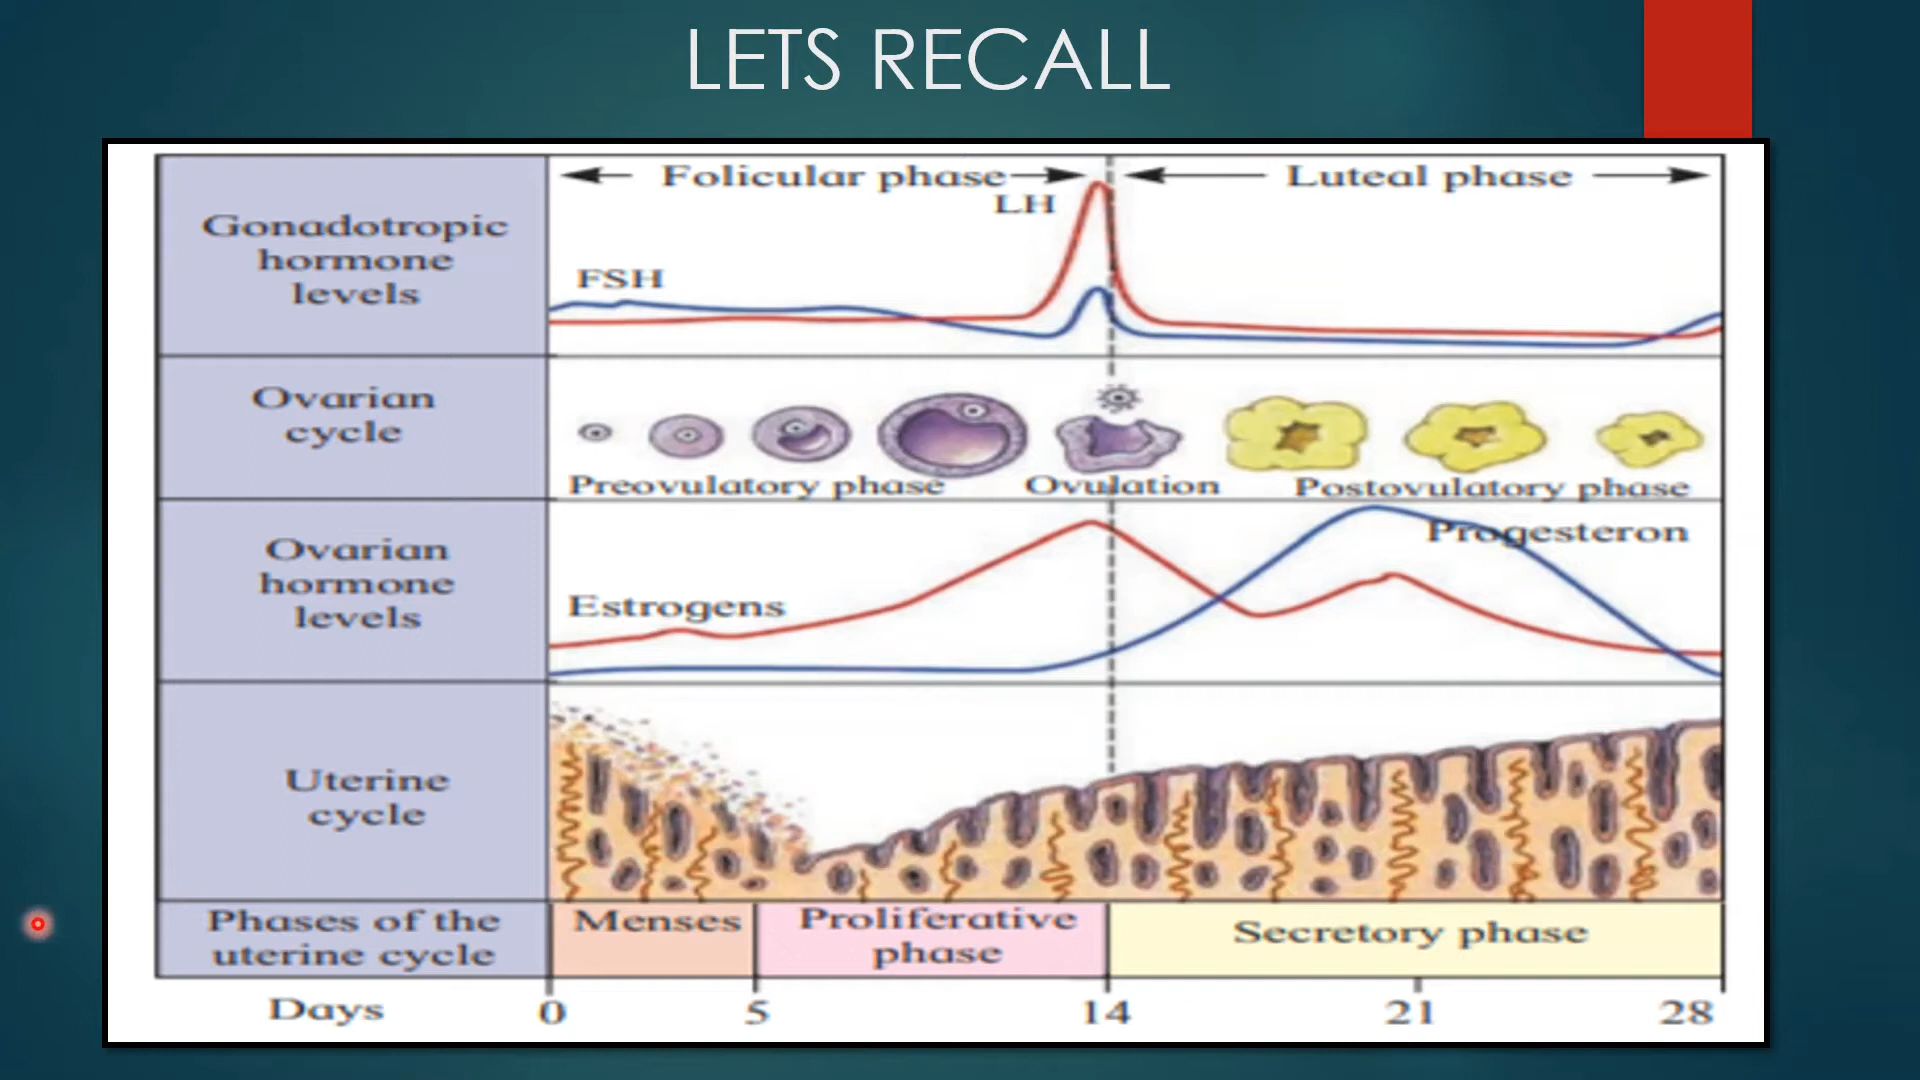 LETS RECALL
Folicular phase
Luteal phase
LH
Gonadotropic
hormone
levels
FSH
Ovarian
cycle
Preovulatory phase
Ovulation
Postovulatory phase
Ovarian
hormone
levels
Progesteron
Estrogens
Uterine
cycle
Phases of the
uterine cycle
Menses
Proliferative
phase
Secretory phase
Days
0
5
14
21
28